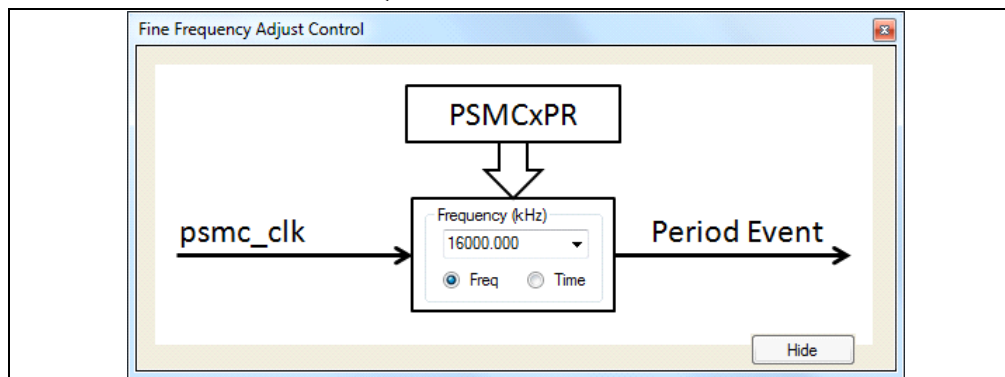 Fine Frequency Adjust Control
PSMCxPR
Frequency (kHz)
psmc_clk
16000.000
Period Event
Freq
Time
Hide